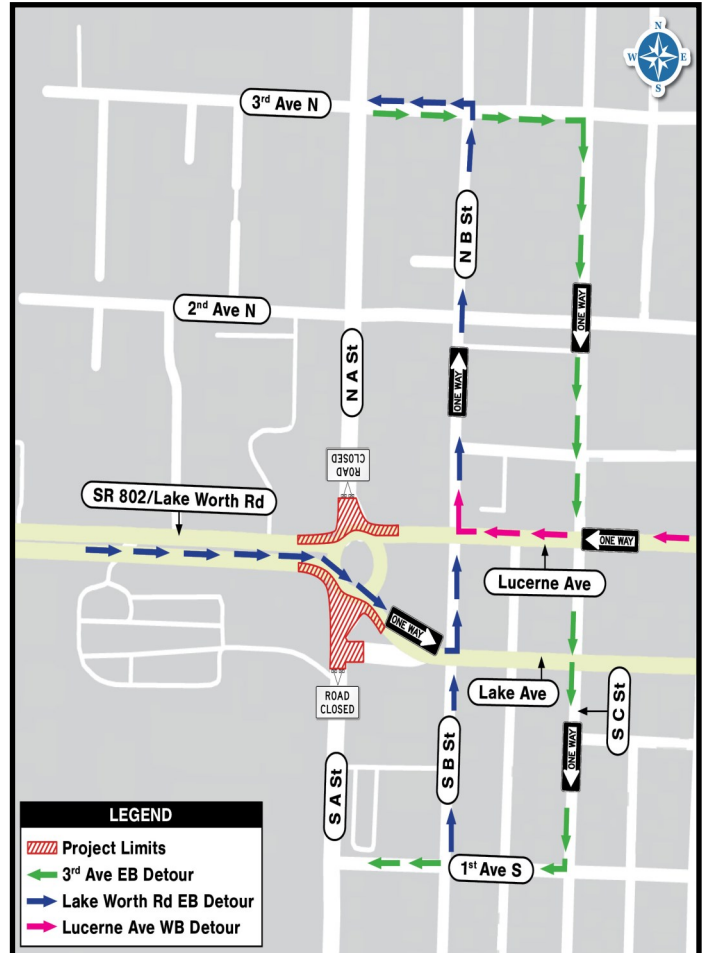 N
W
E
S
3rd Ave N
N B St
2nd Ave N
ONE WAY
N A St
ONE WAY
ROAD
CLOSED
SR 802/Lake Worth Rd
ONE WAY
Lucerne Ave
ONE WAY
Lake Ave
ROAD
CLOSED
S C St
ONE WAY
S B St
S A St
1st Ave S
LEGEND
Project Limits
3rd Ave EB Detour
Lake Worth Rd EB Detour
Lucerne Ave WB Detour